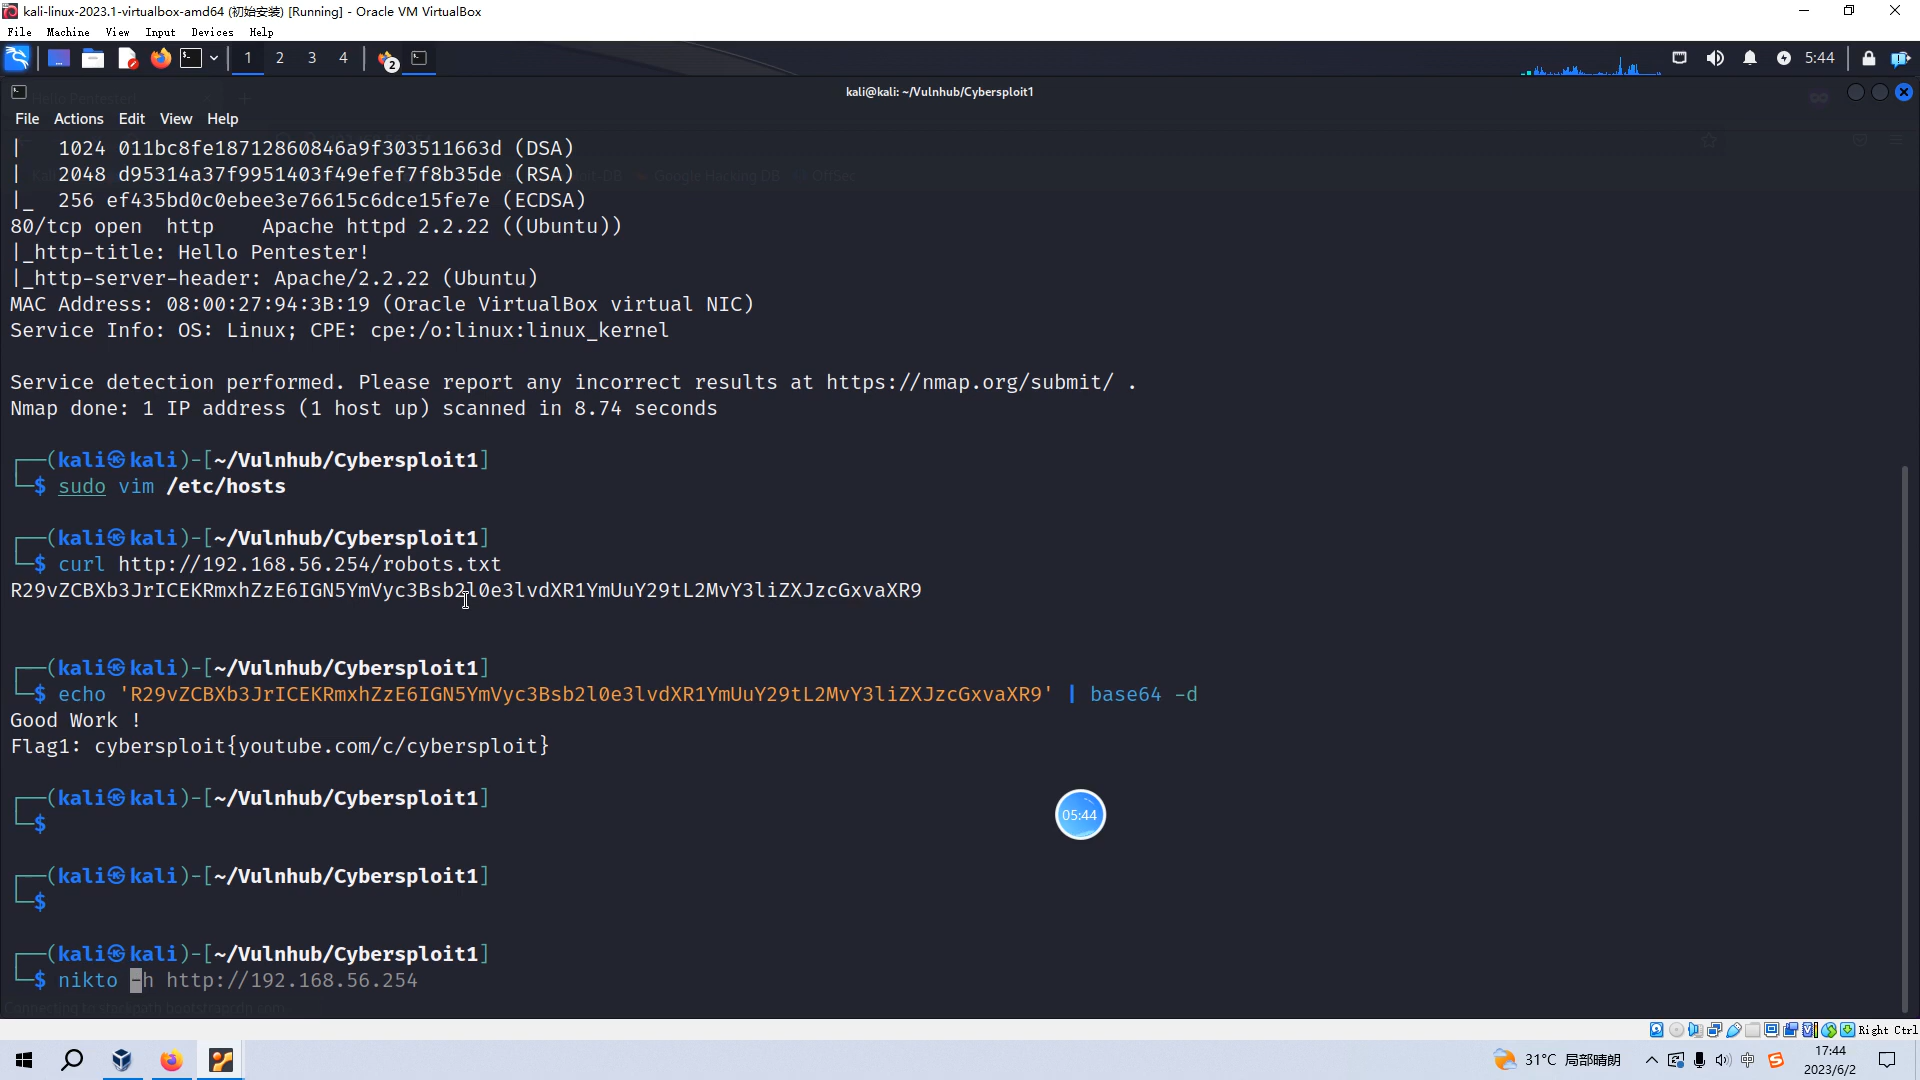 kali-linux-2023.1-virtualbox-amd64 (初始安装) [Running] - Oracle VM VirtualBox
File Machine View Input Devices Help
1 2 3 4 2 5:44
kali@kali: ~/Vulnhub/Cybersploit1
File Actions Edit View Help
|   1024 011bc8fe18712860846a9f303511663d (DSA)
|   2048 d95314a37f9951403f49efef7f8b35de (RSA)
|_  256 ef435bd0c0ebee3e76615c6dce15fe7e (ECDSA)
80/tcp open  http    Apache httpd 2.2.22 ((Ubuntu))
|_http-title: Hello Pentester!
|_http-server-header: Apache/2.2.22 (Ubuntu)
MAC Address: 08:00:27:94:3B:19 (Oracle VirtualBox virtual NIC)
Service Info: OS: Linux; CPE: cpe:/o:linux:linux_kernel
Service detection performed. Please report any incorrect results at https://nmap.org/submit/ .
Nmap done: 1 IP address (1 host up) scanned in 8.74 seconds
┌──(kali㉿kali)-[~/Vulnhub/Cybersploit1]
└─$ sudo vim /etc/hosts
┌──(kali㉿kali)-[~/Vulnhub/Cybersploit1]
└─$ curl http://192.168.56.254/robots.txt
R29vZCBXb3JrICEKRmxhZzE6IGN5YmVyc3Bsb2l0e3lvdXR1YmUuY29tL2MvY3liZXJzcGxvaXR9
┌──(kali㉿kali)-[~/Vulnhub/Cybersploit1]
└─$ echo 'R29vZCBXb3JrICEKRmxhZzE6IGN5YmVyc3Bsb2l0e3lvdXR1YmUuY29tL2MvY3liZXJzcGxvaXR9' | base64 -d
Good Work !
Flag1: cybersploit{youtube.com/c/cybersploit}
┌──(kali㉿kali)-[~/Vulnhub/Cybersploit1]
└─$
┌──(kali㉿kali)-[~/Vulnhub/Cybersploit1]
└─$
┌──(kali㉿kali)-[~/Vulnhub/Cybersploit1]
└─$ nikto -h http://192.168.56.254
05:44
Right Ctrl
31°C 局部晴朗 中 17:44
2023/6/2